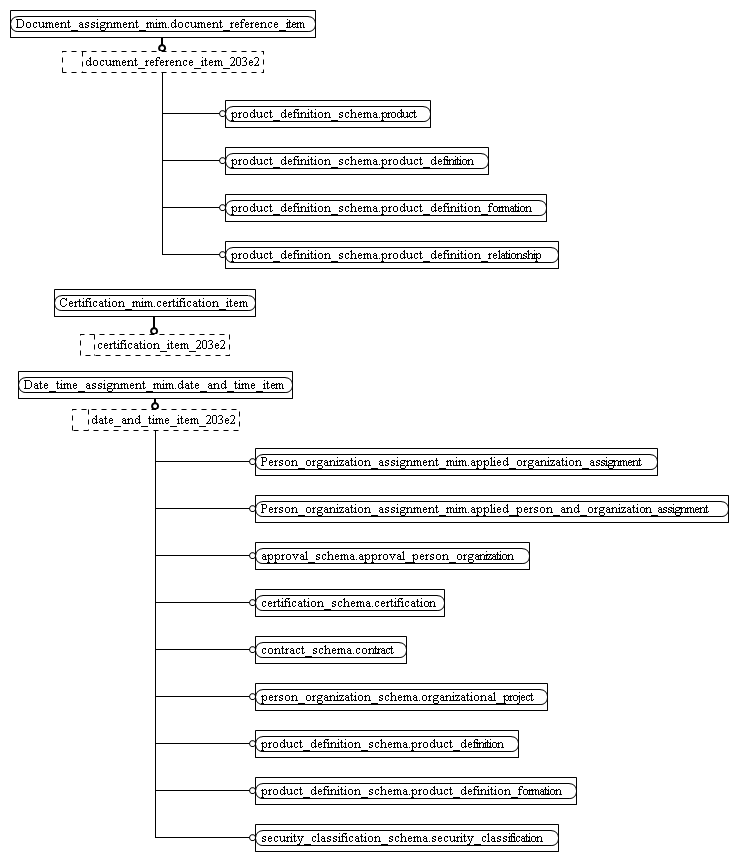 Document_assignment_mim.document_reference_item
document_reference_item_203e2
product_definition_schema.product
product_definition_schema.product_definition
product_definition_schema.product_definition_formation
product_definition_schema.product_definition_relationship
Certification_mim.certification_item
certification_item_203e2
Date_time_assignment_mim.date_and_time_item
date_and_time_item_203e2
Person_organization_assignment_mim.applied_organization_assignment
Person_organization_assignment_mim.applied_person_and_organization_assignment
approval_schema.approval_person_organization
certification_schema.certification
contract_schema.contract
person_organization_schema.organizational_project
product_definition_schema.product_definition
product_definition_schema.product_definition_formation
security_classification_schema.security_classification